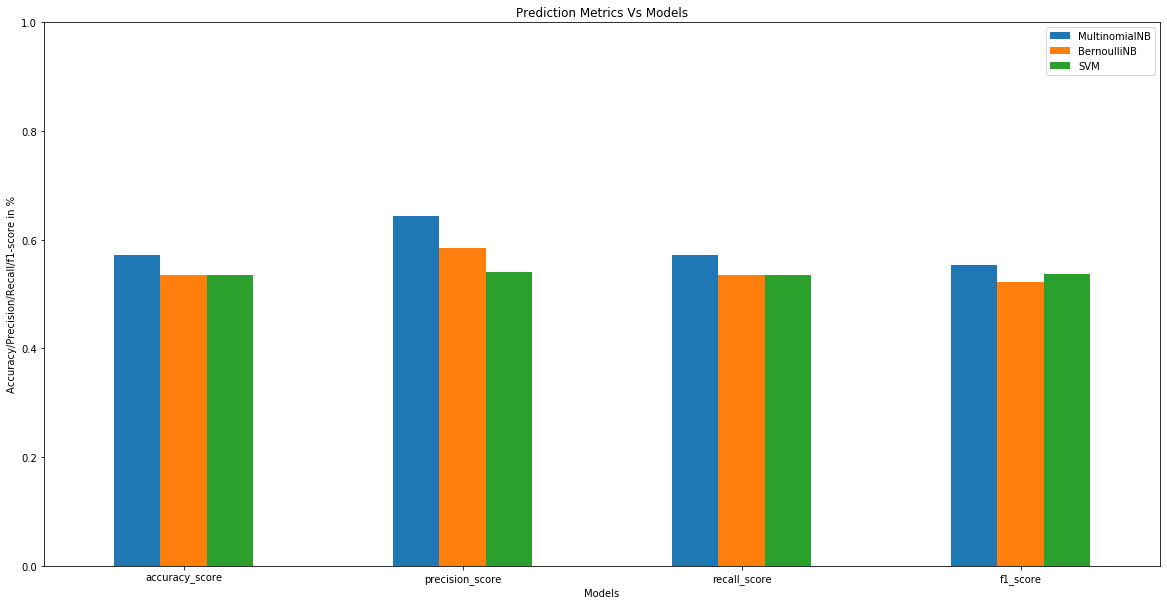 Prediction Metrics Vs Models
MultinomialNB
BernoulliNB
SVM
Accuracy/Precision/Recall/f1-score in %
1.0
0.8
0.6
0.4
0.2
0.0
accuracy_score
precision_score
recall_score
f1_score
Models